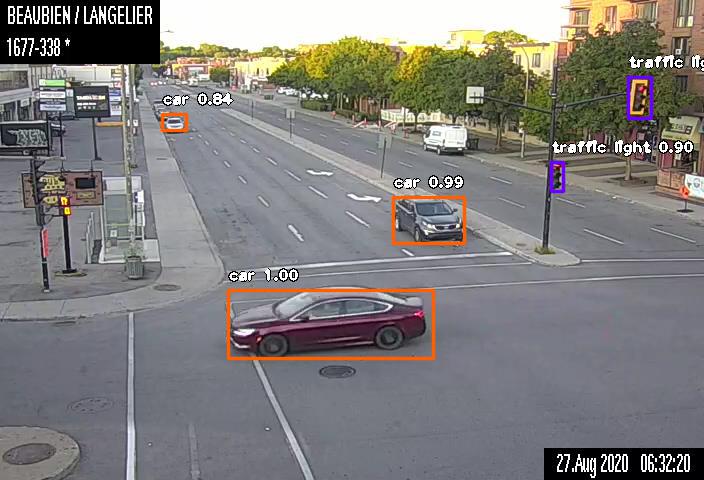 BEAUBIEN / LANGELIER
1677-338 *
traffic lig
car 0.84
traffic light 0.90
car 0.99
car 1.00
27.Aug 2020 06:32:20